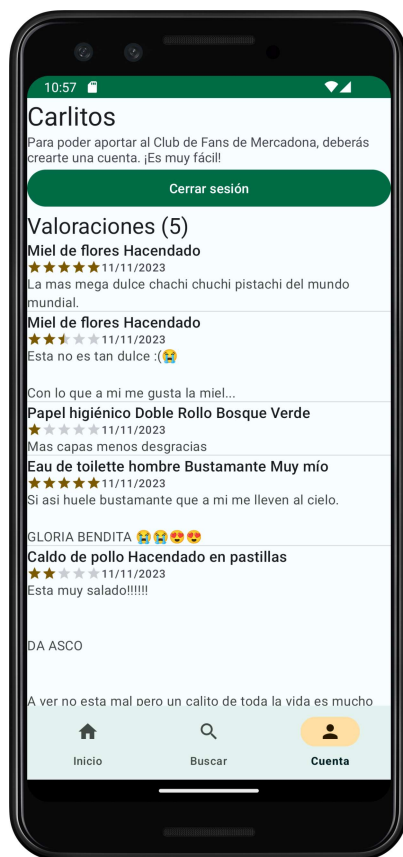 10:57
Carlitos
Para poder aportar al Club de Fans de Mercadona, deberás
crearte una cuenta. ¡Es muy fácil!
Cerrar sesión
Valoraciones (5)
Miel de flores Hacendado
11/11/2023
La mas mega dulce chachi chuchi pistachi del mundo
mundial.
Miel de flores Hacendado
11/11/2023
Esta no es tan dulce :(😭
Con lo que a mi me gusta la miel...
Papel higiénico Doble Rollo Bosque Verde
11/11/2023
Mas capas menos desgracias
Eau de toilette hombre Bustamante Muy mío
11/11/2023
Si asi huele bustamante que a mi me lleven al cielo.
GLORIA BENDITA 😭😭😍😍
Caldo de pollo Hacendado en pastillas
11/11/2023
Esta muy salado!!!!!!
DA ASCO
A ver no esta mal pero un calito de toda la vida es mucho
Inicio Buscar Cuenta